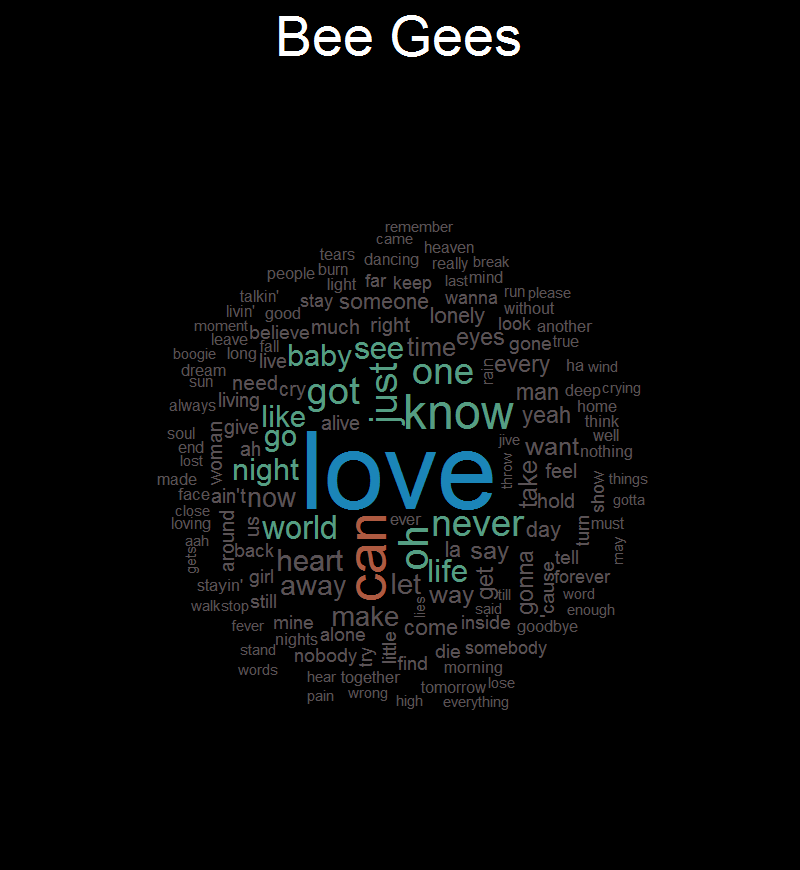 Bee Gees
remember
came
heaven
tears
dancing
really break
people burn
light far keep last mind
talkin' stay someone wanna run please
livin' good lonely without
moment believe much right look another
leave fall eyes gone true
boogie long live baby see time
dream rain every ha wind
sun need cry got just one man deep crying
always living like alive know yeah home
soul give go think
end woman ah love jive want well
lost night throw take feel nothing
made things
face ain't now hold show gotta
close world can ever never
loving around us oh day turn must
aah back heart la say tell may
gets girl life get gonna 'cause forever
stayin' away let way till word
walk stop still lies said enough
fever mine make come inside goodbye
nights alone little
stand nobody try die somebody
words find morning
hear together
pain wrong tomorrow lose
high everything